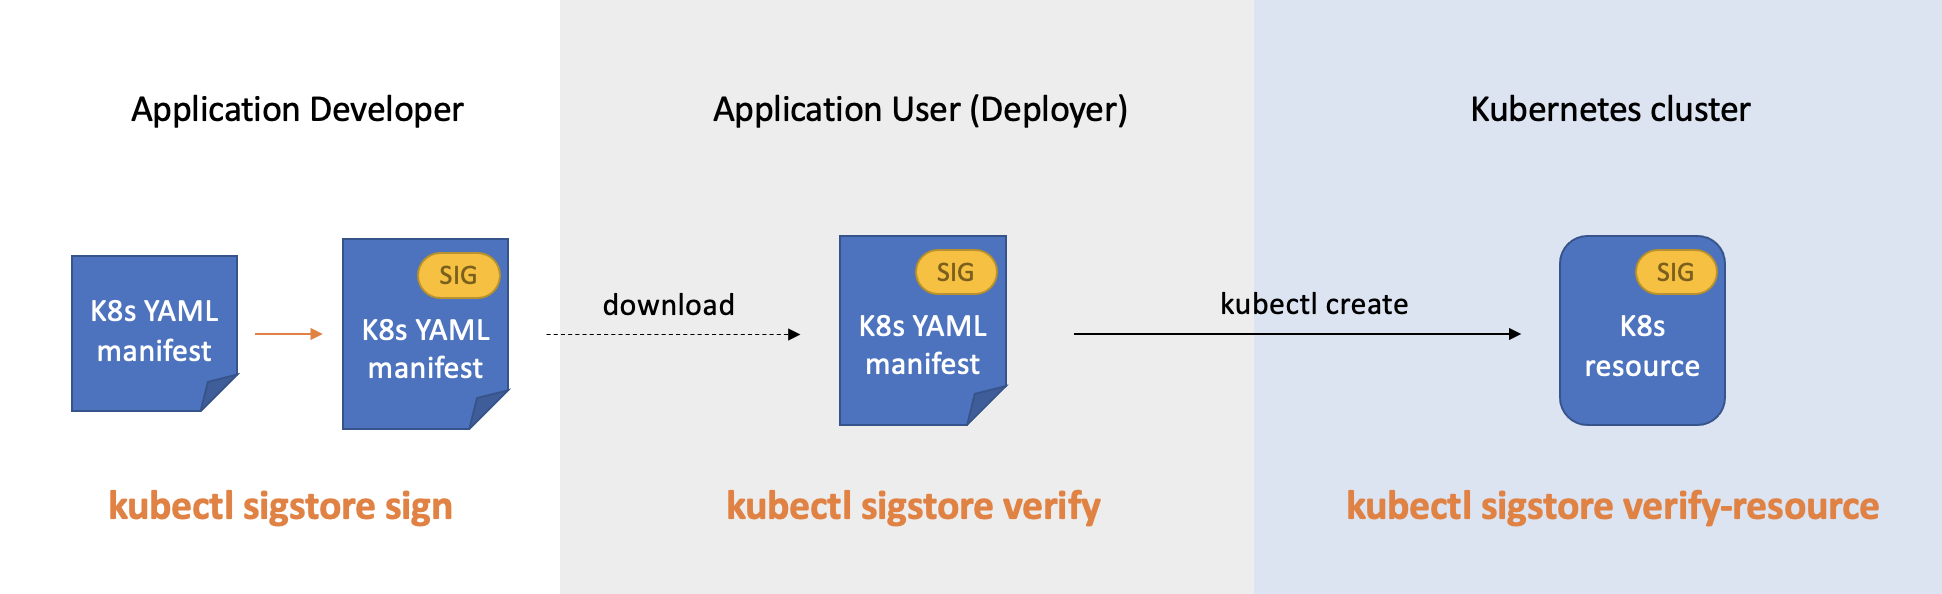 Application Developer
Application User (Deployer)
Kubernetes cluster
K8s YAML
manifest
SIG
K8s YAML
manifest
download
SIG
K8s YAML
manifest
kubectl create
SIG
K8s
resource
kubectl sigstore sign
kubectl sigstore verify
kubectl sigstore verify-resource